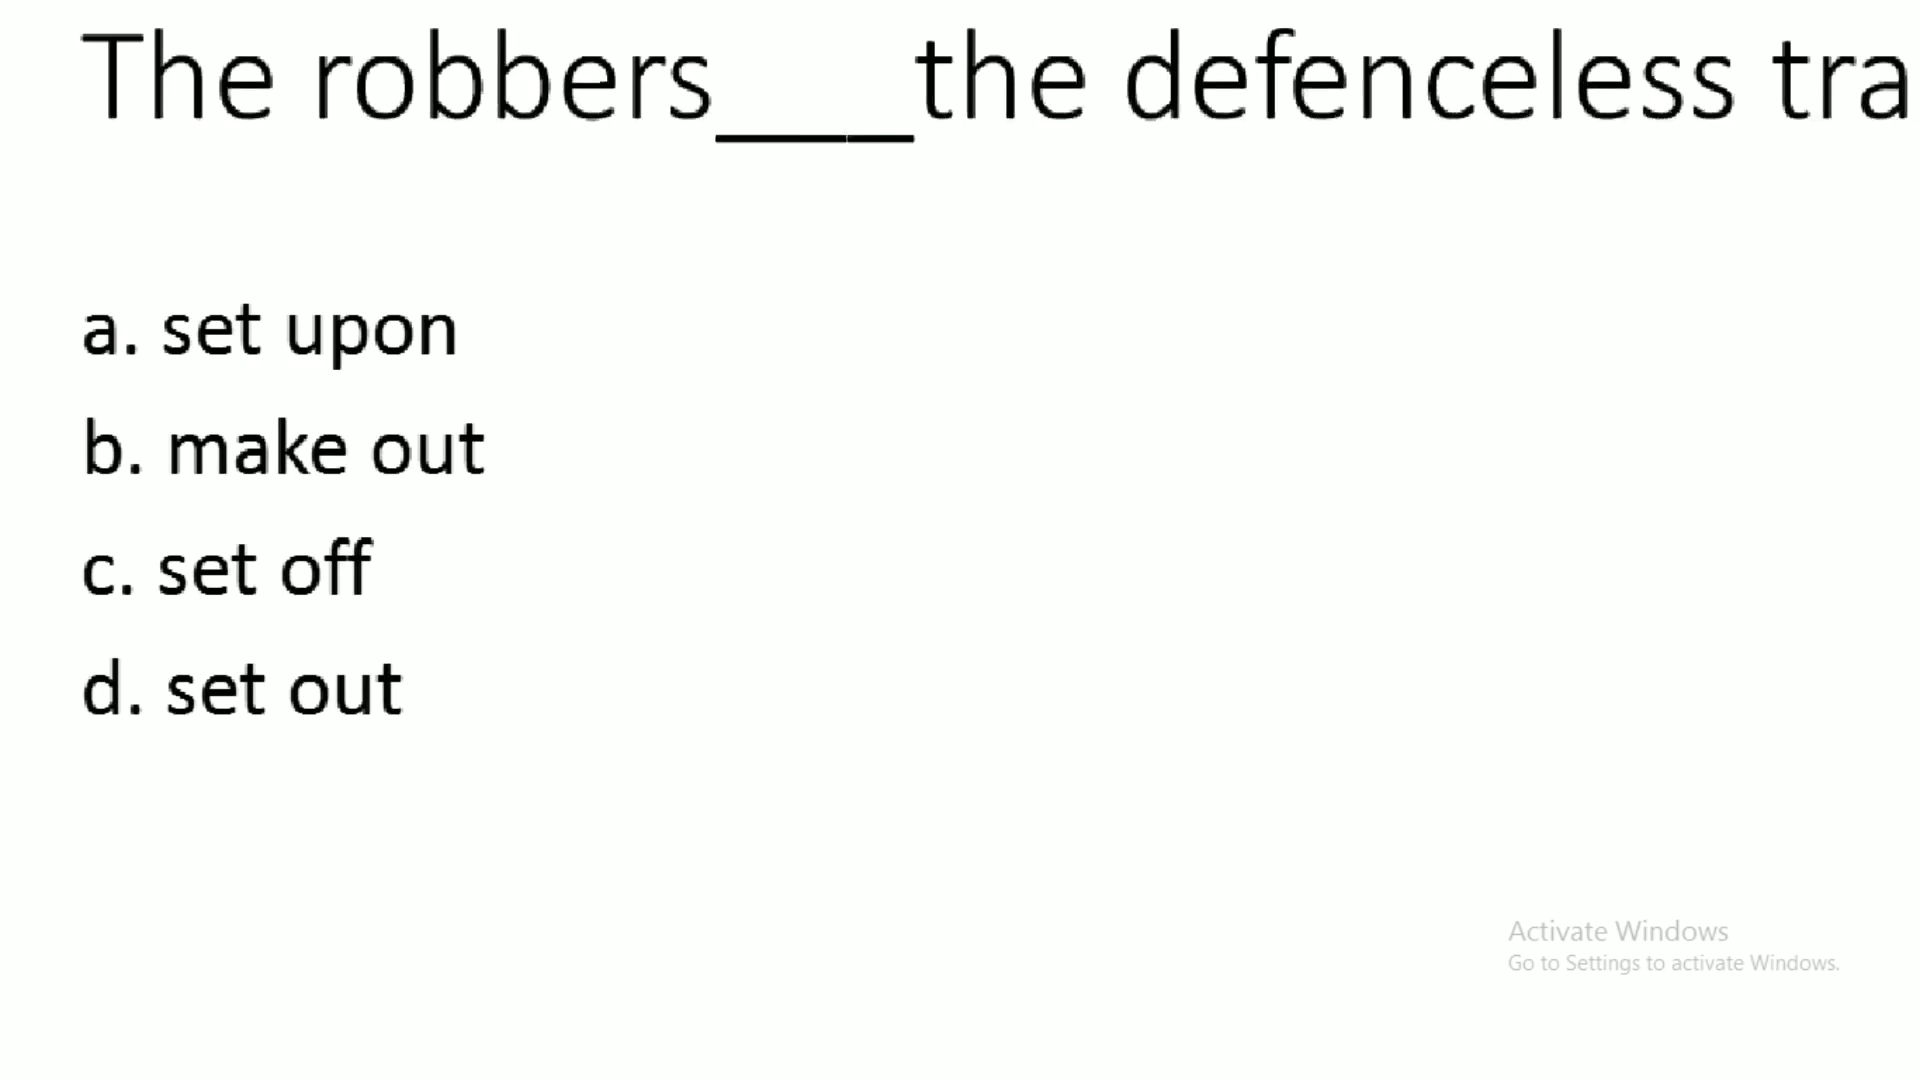 The robbers___the defenceless tra
a. set upon
b. make out
c. set off
d. set out
Activate Windows
Go to Settings to activate Windows.